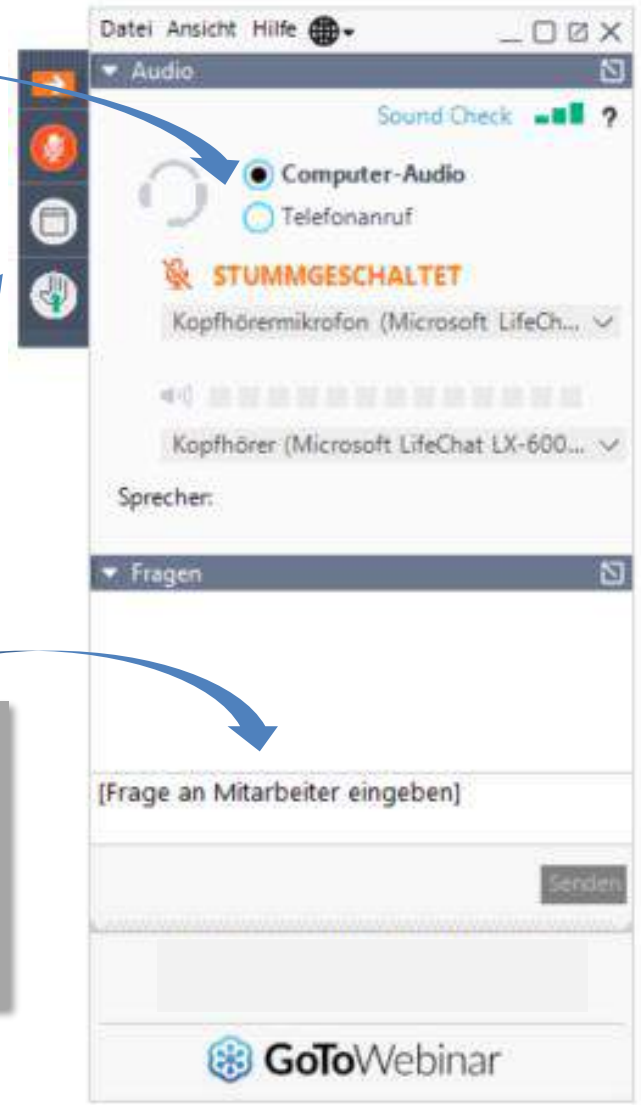 Datei Ansicht Hilfe
Audio
Sound Check ?
Computer-Audio
Telefonanruf
STUMMGESCHALTET
Kopfhörermikrofon (Microsoft LifeCh...
Kopfhörer (Microsoft LifeChat LX-600...
Sprecher:
Fragen
[Frage an Mitarbeiter eingeben]
Senden
GoToWebinar